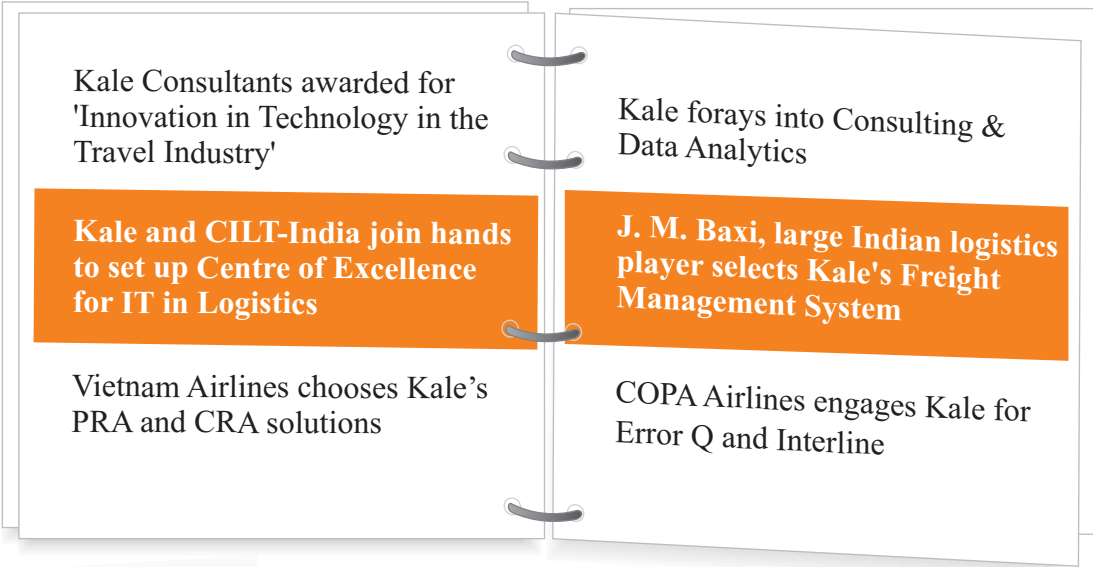 Kale Consultants awarded for
'Innovation in Technology in the
Travel Industry'
Kale and CILT-India join hands
to set up Centre of Excellence
for IT in Logistics
Vietnam Airlines chooses Kale’s
PRA and CRA solutions
Kale forays into Consulting &
Data Analytics
J. M. Baxi, large Indian logistics
player selects Kale's Freight
Management System
COPA Airlines engages Kale for
Error Q and Interline